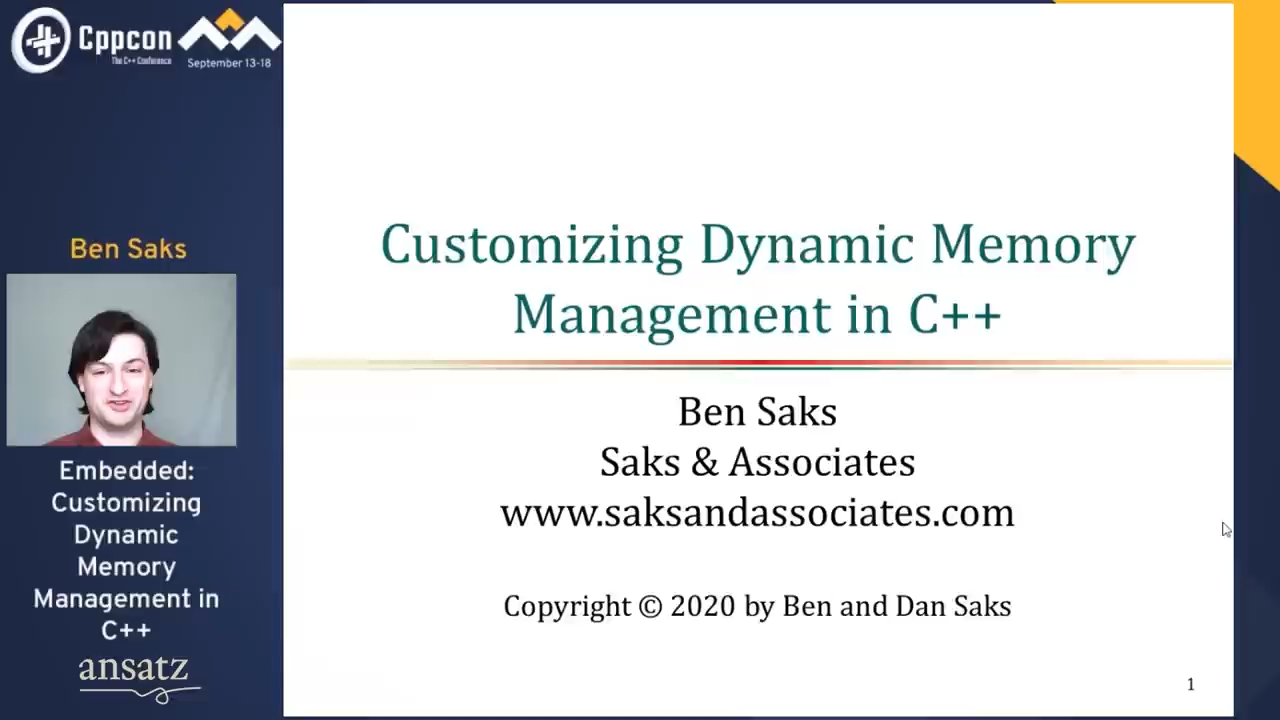 Cppcon
The C++ Conference
September 13-18
Ben Saks
Embedded:
Customizing
Dynamic
Memory
Management in
C++
ansatz
Customizing Dynamic Memory
Management in C++
Ben Saks
Saks & Associates
www.saksandassociates.com
Copyright © 2020 by Ben and Dan Saks
1